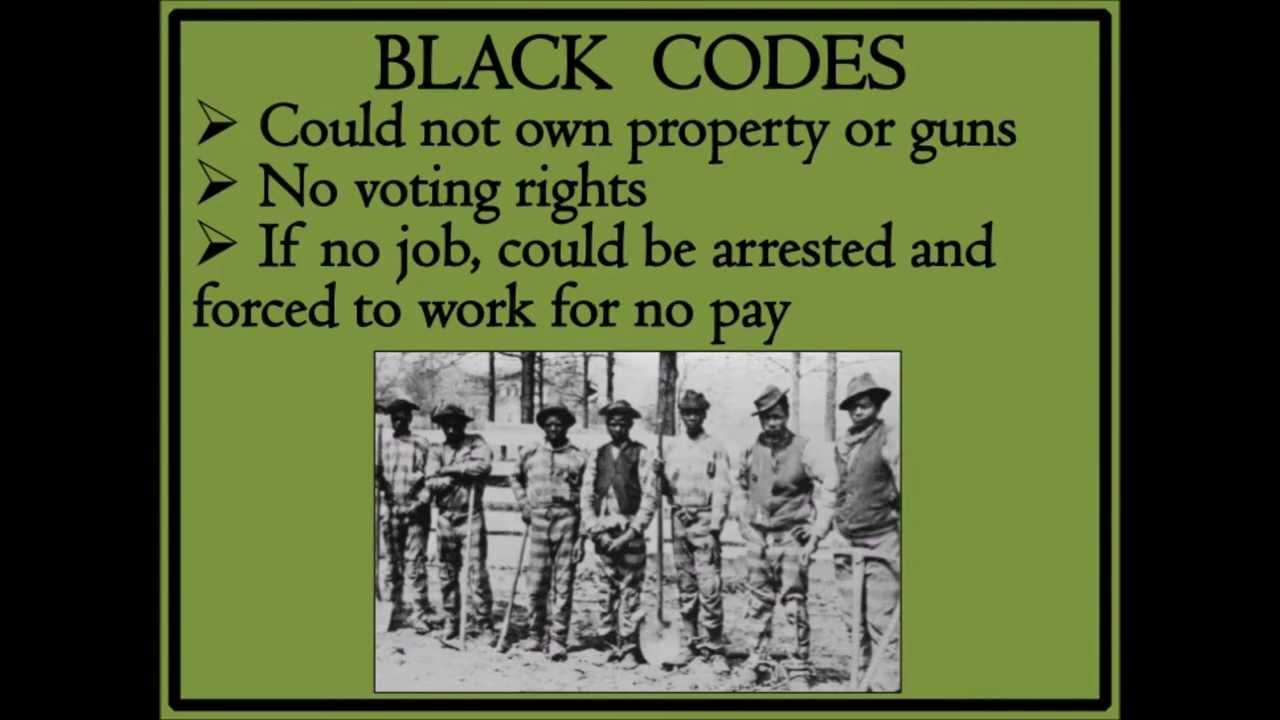 BLACK CODES
➢ Could not own property or guns
➢ No voting rights
➢ If no job, could be arrested and
forced to work for no pay